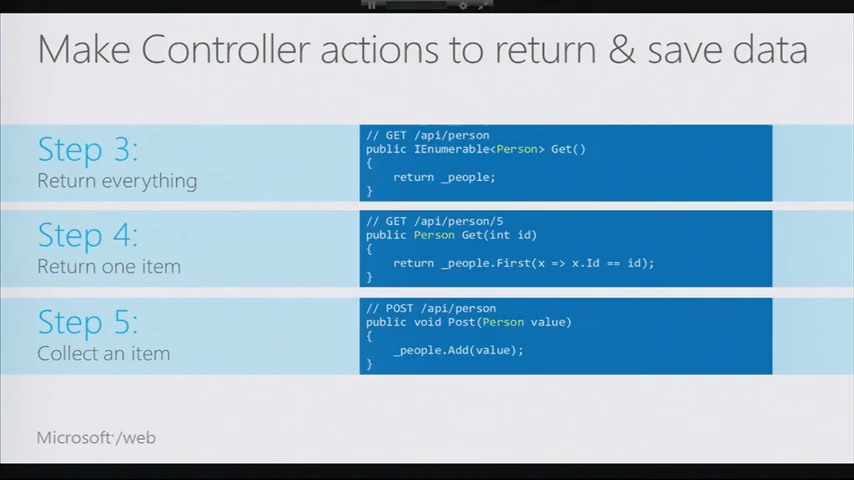 Make Controller actions to return & save data
Step 3:
Return everything
// GET /api/person
public IEnumerable<Person> Get()
{
return _people;
}
Step 4:
Return one item
// GET /api/person/5
public Person Get(int id)
{
return _people.First(x => x.Id == id);
}
Step 5:
Collect an item
// POST /api/person
public void Post(Person value)
{
_people.Add(value);
}
Microsoft®/web